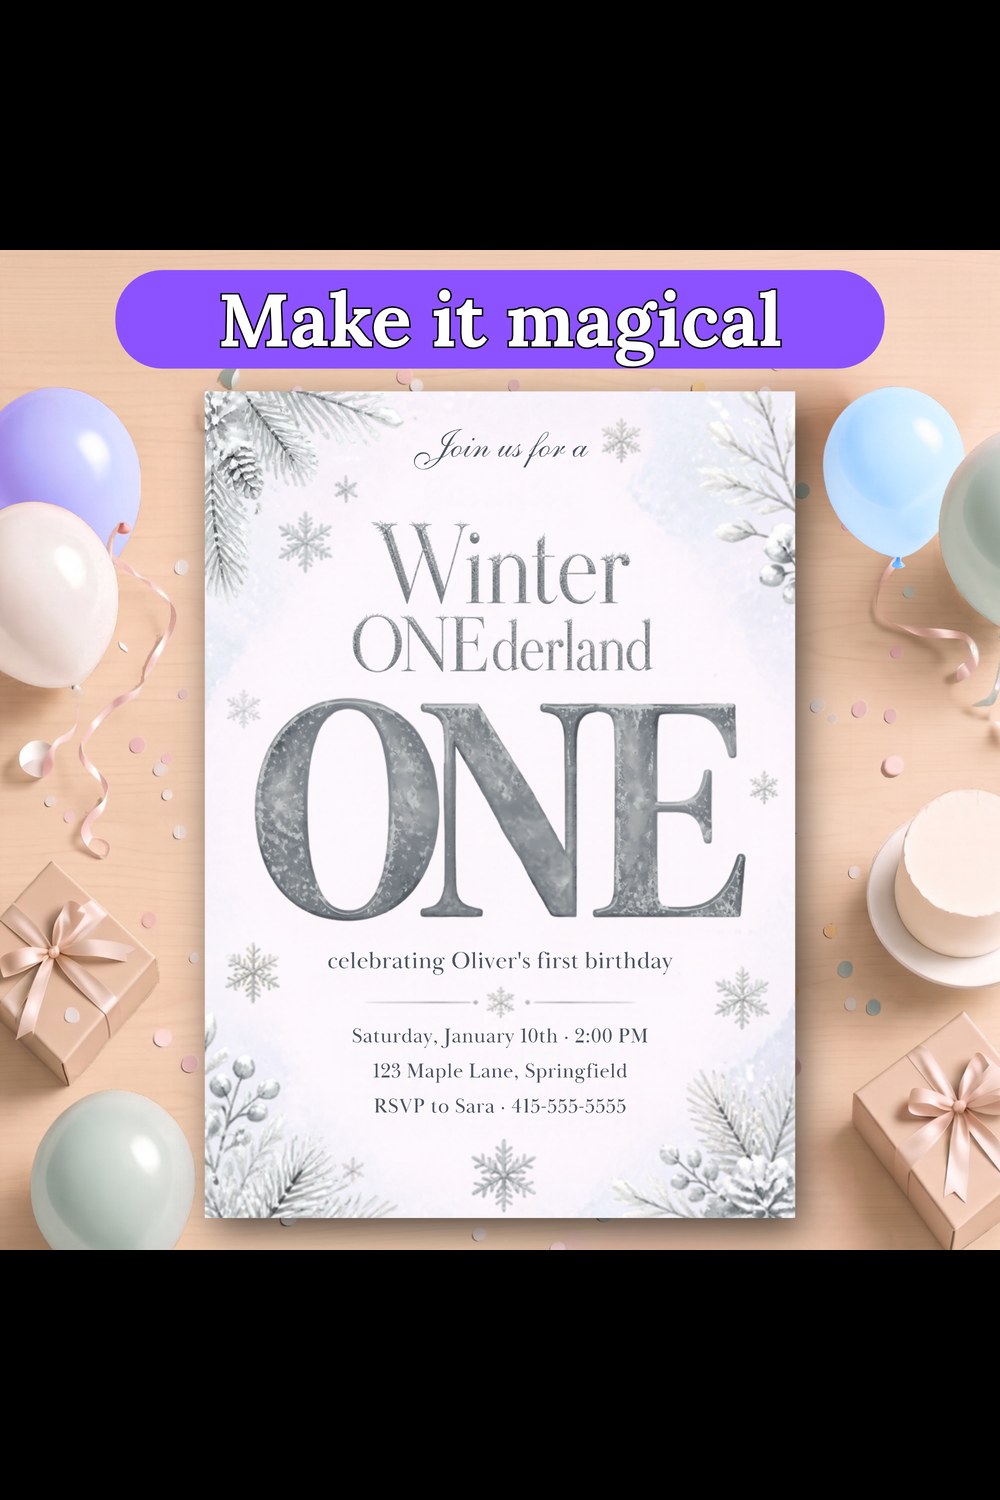 Make it magical
Join us for a
Winter
ONEderland
ONE
celebrating Oliver's first birthday
Saturday, January 10th · 2:00 PM
123 Maple Lane, Springfield
RSVP to Sara · 415-555-5555